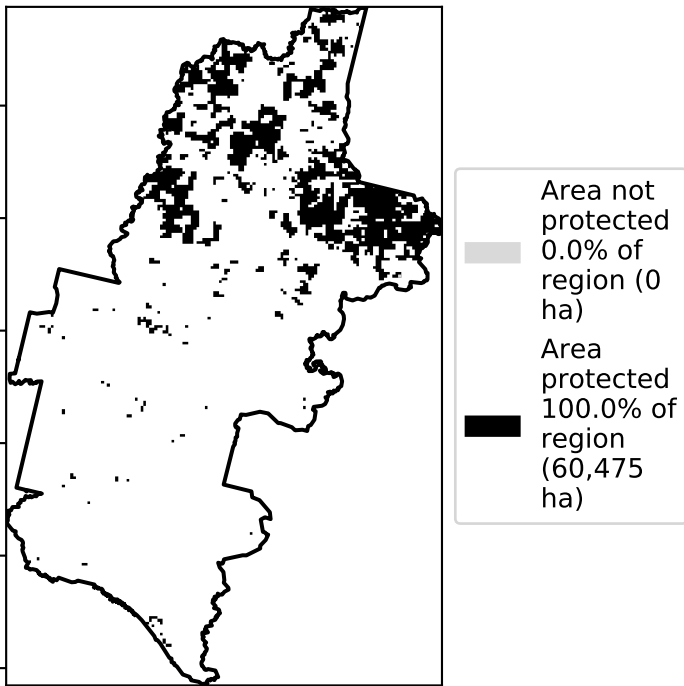 Area not
protected
0.0% of
region (0
ha)
Area
protected
100.0% of
region
(60,475
ha)